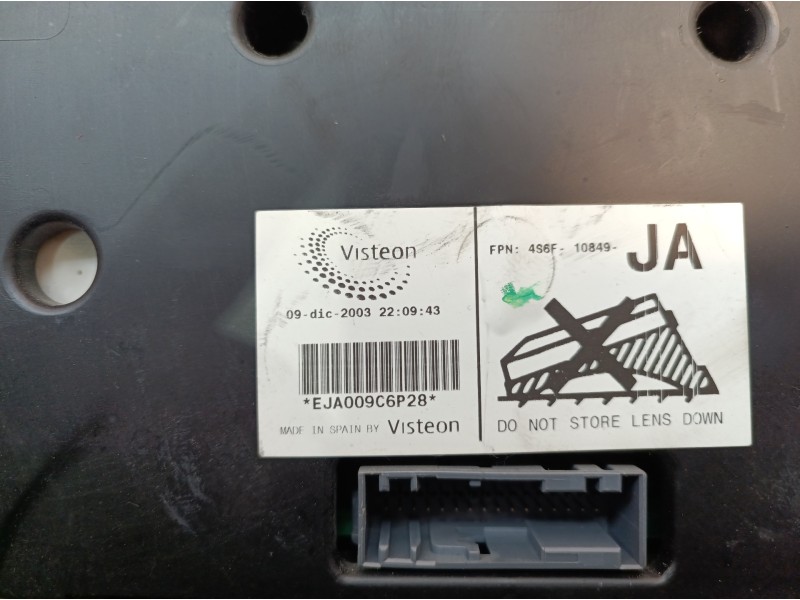 Visteon
09-dic-2003 22:09:43
*EJA009C6P28*
MADE IN SPAIN BY Visteon
FPN: 4S6F- 10849- JA
DO NOT STORE LENS DOWN